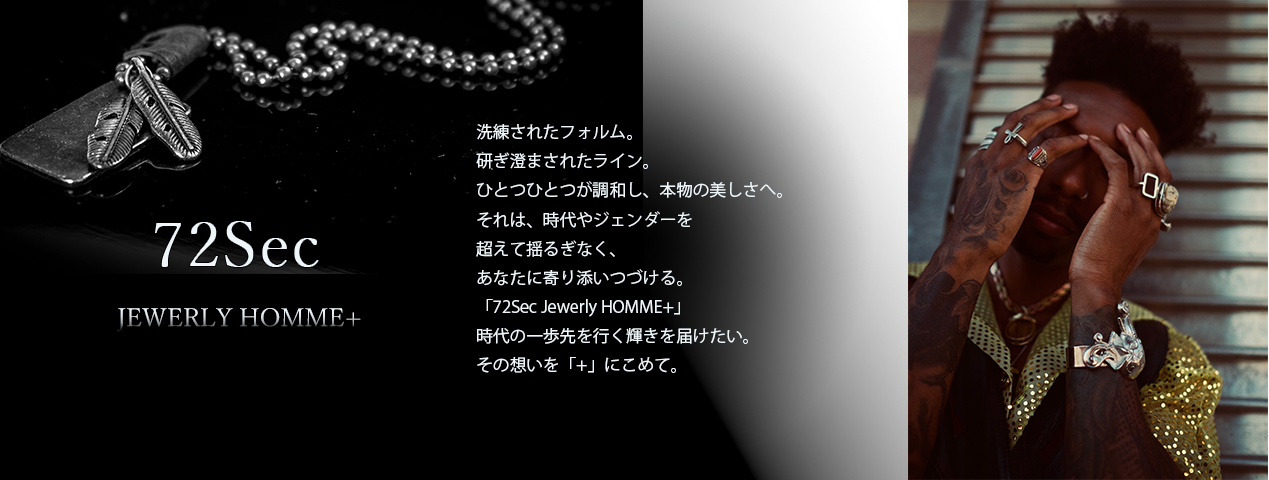 72Sec
JEWERLY HOMME+
洗練されたフォルム。
研ぎ澄まされたライン。
ひとつひとつが調和し、本物の美しさへ。
それは、時代やジェンダーを
超えて揺るぎなく、
あなたに寄り添いつづける。
「72Sec Jewerly HOMME+」
時代の一歩先を行く輝きを届けたい。
その想いを「+」にこめて。